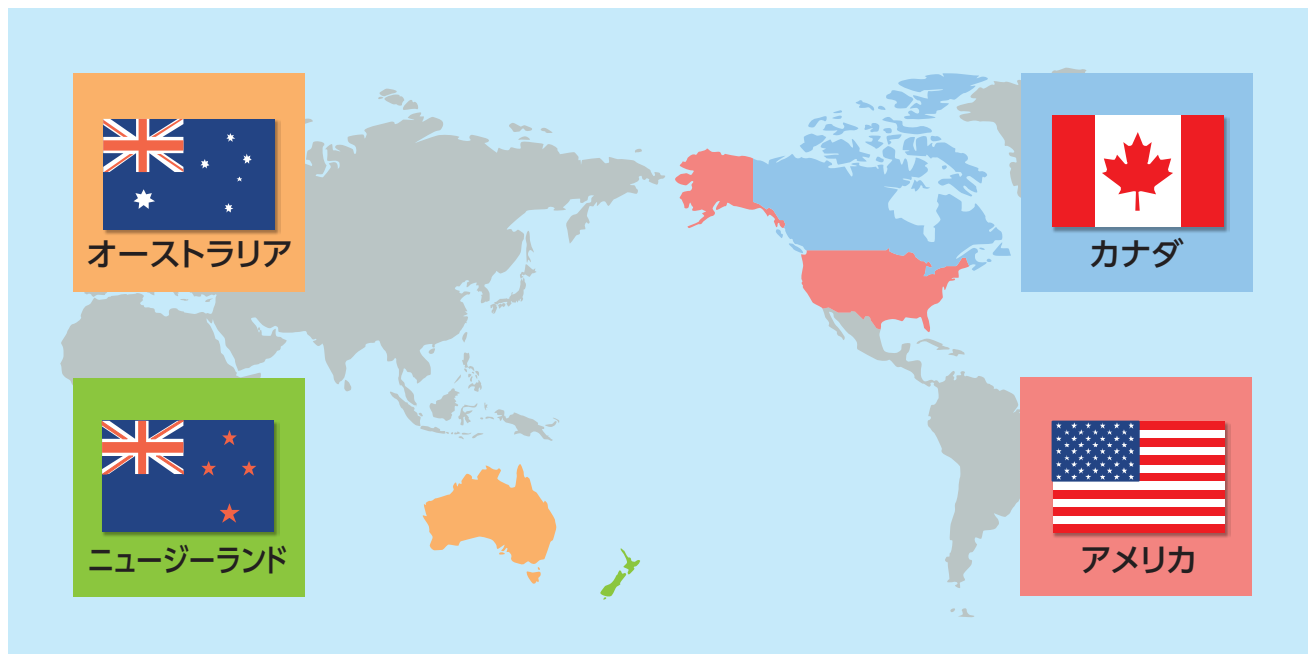 オーストラリア
カナダ
ニュージーランド
アメリカ